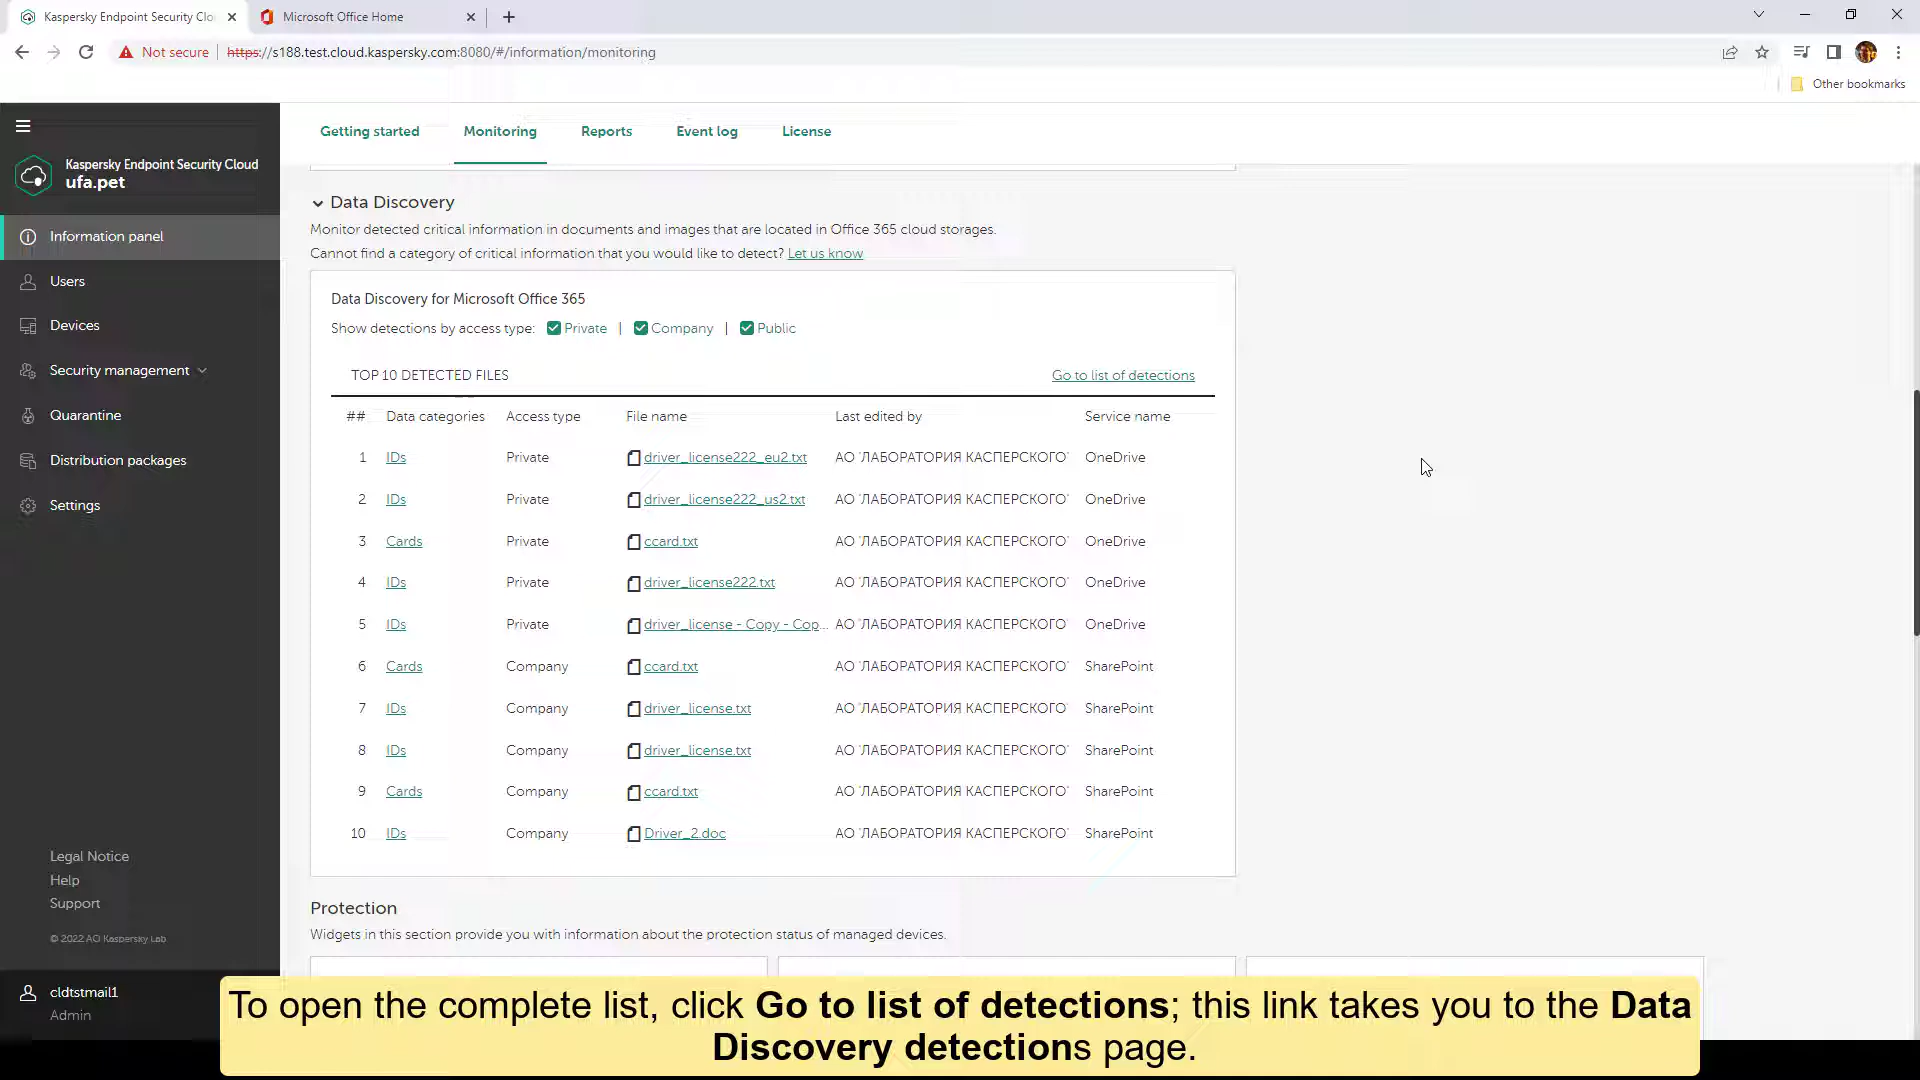 Kaspersky Endpoint Security Clo
Microsoft Office Home
Not secure
https://s188.test.cloud.kaspersky.com:8080/#/information/monitoring
Other bookmarks
Kaspersky Endpoint Security Cloud
ufa.pet
Information panel
Users
Devices
Security management
Quarantine
Distribution packages
Settings
Legal Notice
Help
Support
© 2022 AO Kaspersky Lab
cldtstmail1
Admin
Getting started Monitoring Reports Event log License
Data Discovery
Monitor detected critical information in documents and images that are located in Office 365 cloud storages.
Cannot find a category of critical information that you would like to detect? Let us know
Data Discovery for Microsoft Office 365
Show detections by access type: Private | Company | Public
TOP 10 DETECTED FILES Go to list of detections
## Data categories Access type File name Last edited by Service name
1 IDs Private driver_license222_eu2.txt АО 'ЛАБОРАТОРИЯ КАСПЕРСКОГО' OneDrive
2 IDs Private driver_license222_us2.txt АО 'ЛАБОРАТОРИЯ КАСПЕРСКОГО' OneDrive
3 Cards Private ccard.txt АО 'ЛАБОРАТОРИЯ КАСПЕРСКОГО' OneDrive
4 IDs Private driver_license222.txt АО 'ЛАБОРАТОРИЯ КАСПЕРСКОГО' OneDrive
5 IDs Private driver_license - Copy - Cop... АО 'ЛАБОРАТОРИЯ КАСПЕРСКОГО' OneDrive
6 Cards Company ccard.txt АО 'ЛАБОРАТОРИЯ КАСПЕРСКОГО' SharePoint
7 IDs Company driver_license.txt АО 'ЛАБОРАТОРИЯ КАСПЕРСКОГО' SharePoint
8 IDs Company driver_license.txt АО 'ЛАБОРАТОРИЯ КАСПЕРСКОГО' SharePoint
9 Cards Company ccard.txt АО 'ЛАБОРАТОРИЯ КАСПЕРСКОГО' SharePoint
10 IDs Company Driver_2.doc АО 'ЛАБОРАТОРИЯ КАСПЕРСКОГО' SharePoint
Protection
Widgets in this section provide you with information about the protection status of managed devices.
To open the complete list, click Go to list of detections; this link takes you to the Data
Discovery detections page.